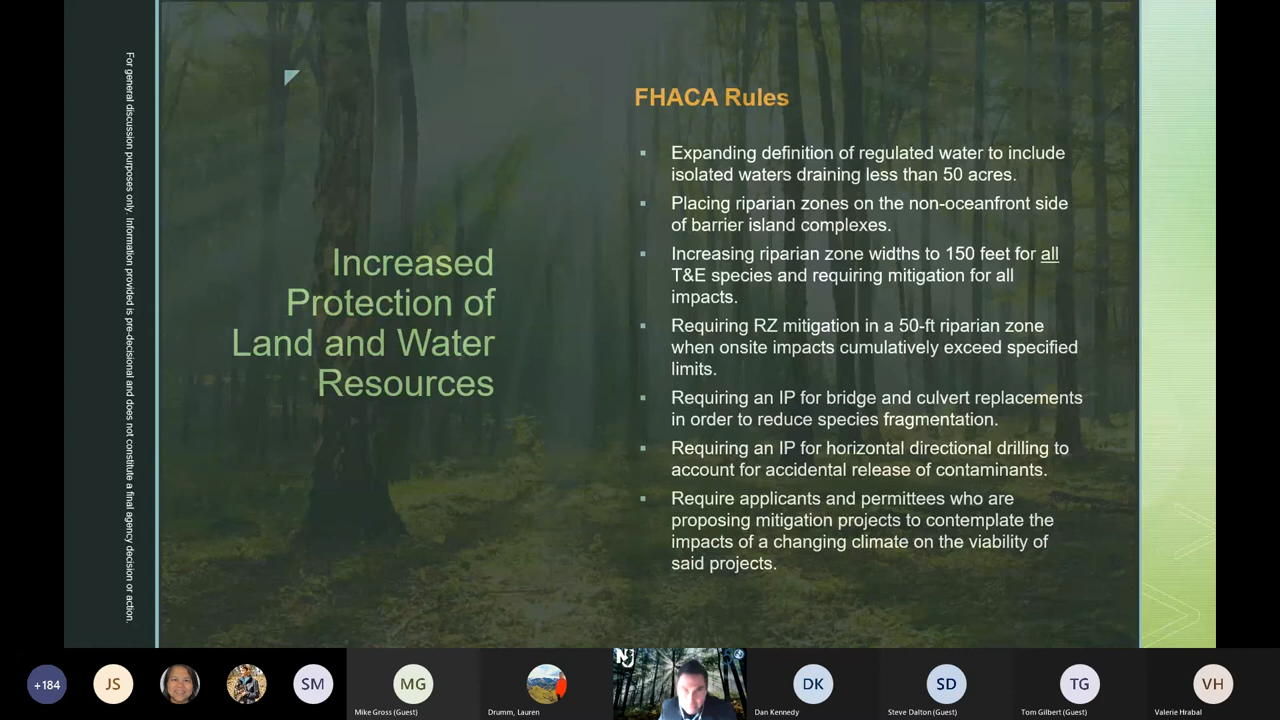 For general discussion purposes only. Information provided is pre-decisional and does not constitute a final agency decision or action.
Increased
Protection of
Land and Water
Resources
FHACA Rules
Expanding definition of regulated water to include
isolated waters draining less than 50 acres.
Placing riparian zones on the non-oceanfront side
of barrier island complexes.
Increasing riparian zone widths to 150 feet for all
T&E species and requiring mitigation for all
impacts.
Requiring RZ mitigation in a 50-ft riparian zone
when onsite impacts cumulatively exceed specified
limits.
Requiring an IP for bridge and culvert replacements
in order to reduce species fragmentation.
Requiring an IP for horizontal directional drilling to
account for accidental release of contaminants.
Require applicants and permittees who are
proposing mitigation projects to contemplate the
impacts of a changing climate on the viability of
said projects.
+184
JS
SM
MG
Mike Gross (Guest)
Drumm, Lauren
NJ
DK
Dan Kennedy
SD
Steve Dalton (Guest)
TG
Tom Gilbert (Guest)
VH
Valerie Hrabal